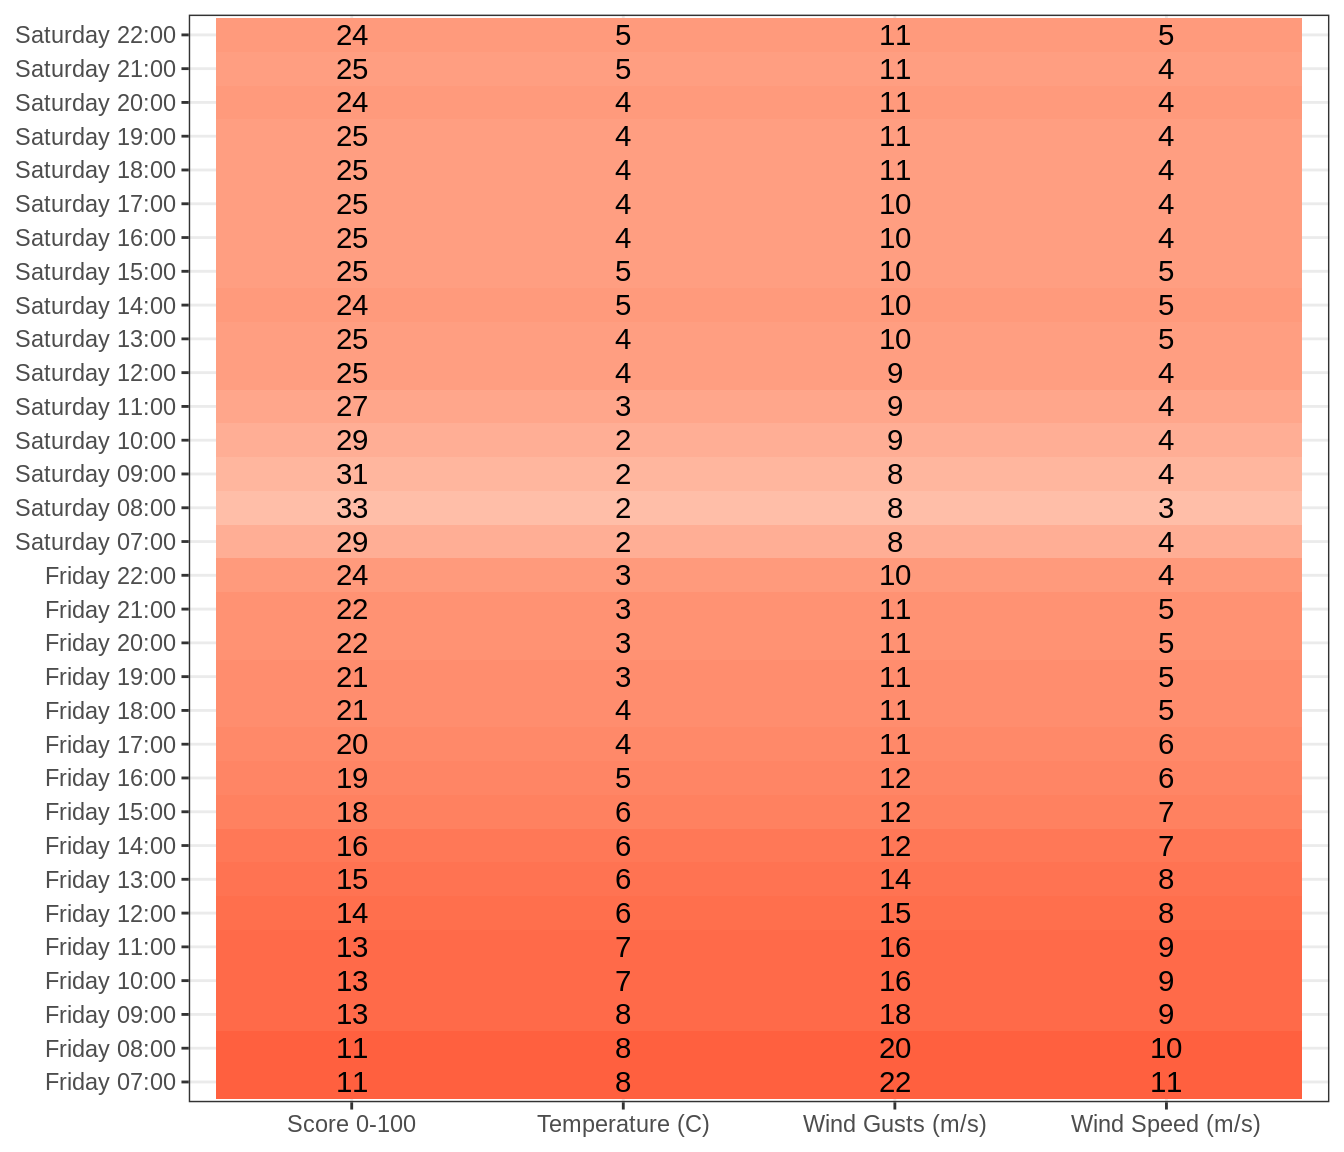 Saturday 22:00 24 5 11 5
Saturday 21:00 25 5 11 4
Saturday 20:00 24 4 11 4
Saturday 19:00 25 4 11 4
Saturday 18:00 25 4 11 4
Saturday 17:00 25 4 10 4
Saturday 16:00 25 4 10 4
Saturday 15:00 25 5 10 5
Saturday 14:00 24 5 10 5
Saturday 13:00 25 4 10 5
Saturday 12:00 25 4 9 4
Saturday 11:00 27 3 9 4
Saturday 10:00 29 2 9 4
Saturday 09:00 31 2 8 4
Saturday 08:00 33 2 8 3
Saturday 07:00 29 2 8 4
Friday 22:00 24 3 10 4
Friday 21:00 22 3 11 5
Friday 20:00 22 3 11 5
Friday 19:00 21 3 11 5
Friday 18:00 21 4 11 5
Friday 17:00 20 4 11 6
Friday 16:00 19 5 12 6
Friday 15:00 18 6 12 7
Friday 14:00 16 6 12 7
Friday 13:00 15 6 14 8
Friday 12:00 14 6 15 8
Friday 11:00 13 7 16 9
Friday 10:00 13 7 16 9
Friday 09:00 13 8 18 9
Friday 08:00 11 8 20 10
Friday 07:00 11 8 22 11
Score 0-100 Temperature (C) Wind Gusts (m/s) Wind Speed (m/s)